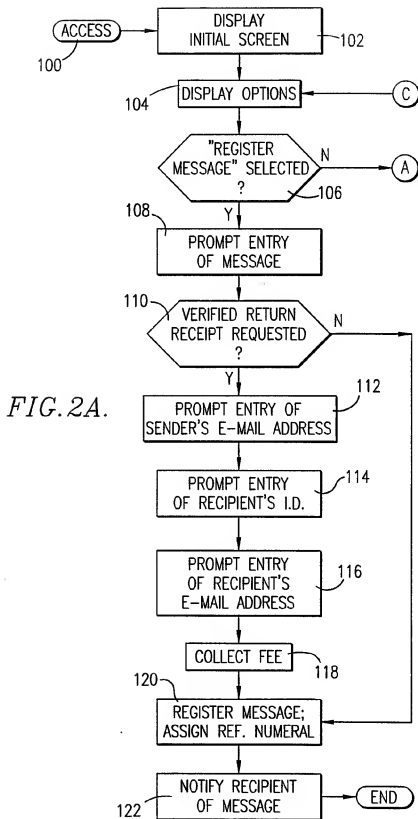 ACCESS
100
DISPLAY
INITIAL SCREEN
102
104
DISPLAY OPTIONS
C
"REGISTER
MESSAGE" SELECTED
?
106
N
A
Y
108
PROMPT ENTRY
OF MESSAGE
110
VERIFIED RETURN
RECEIPT REQUESTED
?
N
Y
FIG.2A.
PROMPT ENTRY OF
SENDER'S E-MAIL ADDRESS
112
PROMPT ENTRY
OF RECIPIENT'S I.D.
114
PROMPT ENTRY
OF RECIPIENT'S
E-MAIL ADDRESS
116
COLLECT FEE
118
120
REGISTER MESSAGE;
ASSIGN REF. NUMERAL
NOTIFY RECIPIENT
OF MESSAGE
122
END